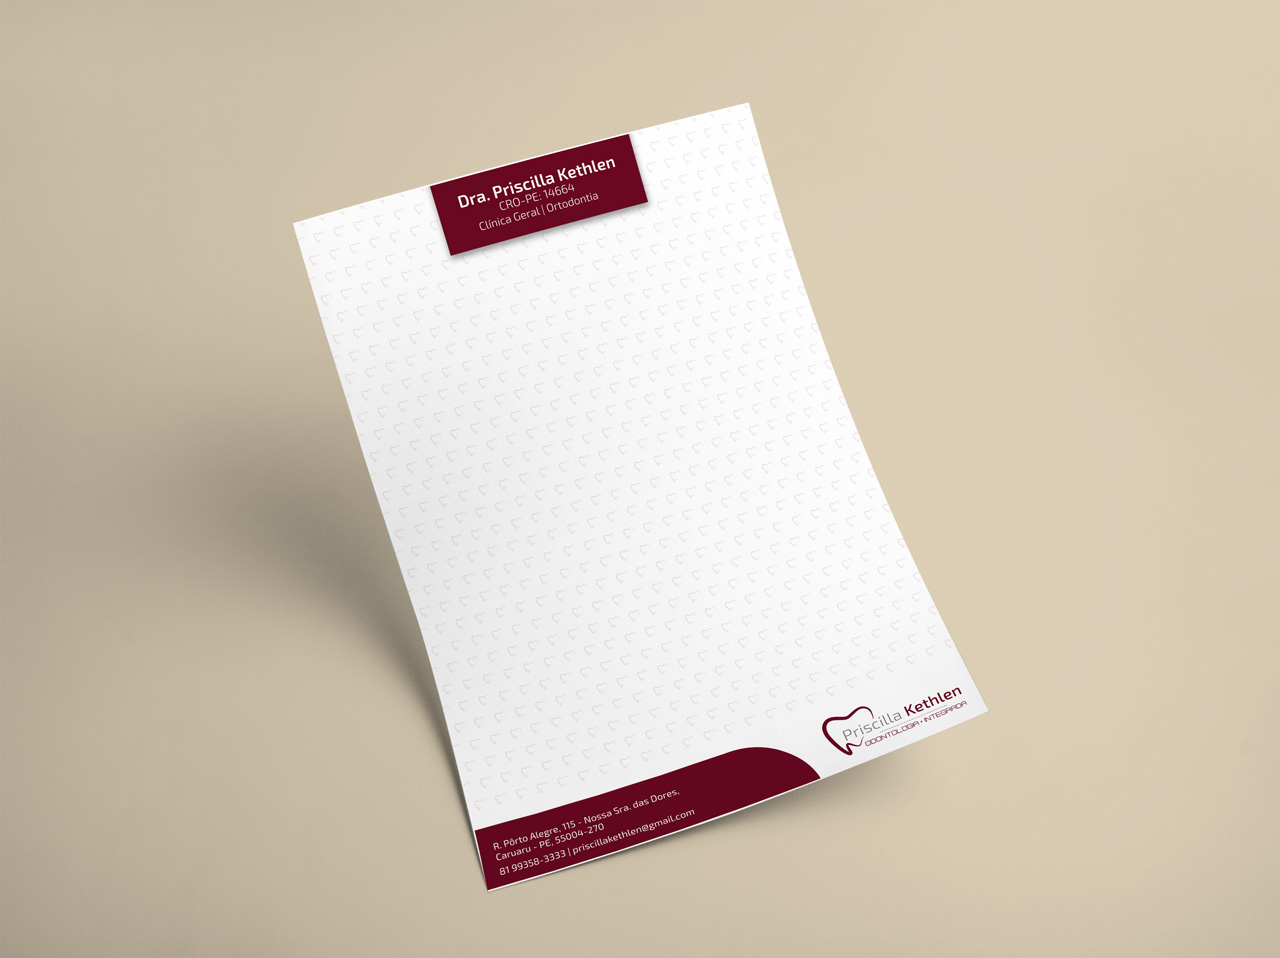 Dra. Priscilla Kethlen
CRO-PE: 14664
Clínica Geral | Ortodontia
Priscilla Kethlen
ODONTOLOGIA • INTEGRADA
R. Pôrto Alegre, 115 - Nossa Sra. das Dores,
Caruaru - PE, 55004-270
81 99358-3333 | priscillakethlen@gmail.com